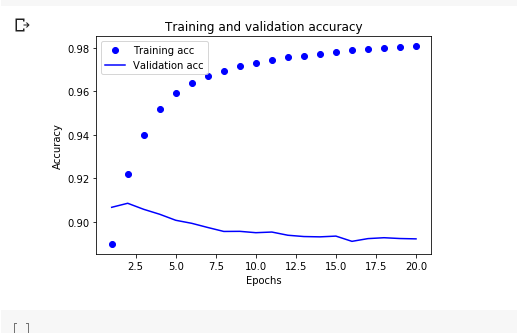 Training and validation accuracy
Training acc
Validation acc
0.98
0.96
0.94
0.92
0.90
Accuracy
2.5 5.0 7.5 10.0 12.5 15.0 17.5 20.0
Epochs
[ ]